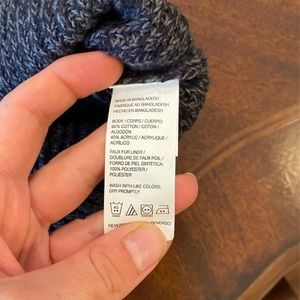 MADE IN BANGLADESH
FABRIQUÉ AU BANGLADESH
HECHO EN BANGLADESH
BODY / CORPS / CUERPO:
60% COTTON / COTON /
ALGODÓN
40% ACRYLIC / ACRYLIQUE /
ACRÍLICO
FAUX FUR LINER /
DOUBLURE DE FAUX POIL /
FORRO DE PIEL SINTÉTICA:
100% POLYESTER /
POLIÉSTER
WASH WITH LIKE COLORS,
DRY PROMPTLY